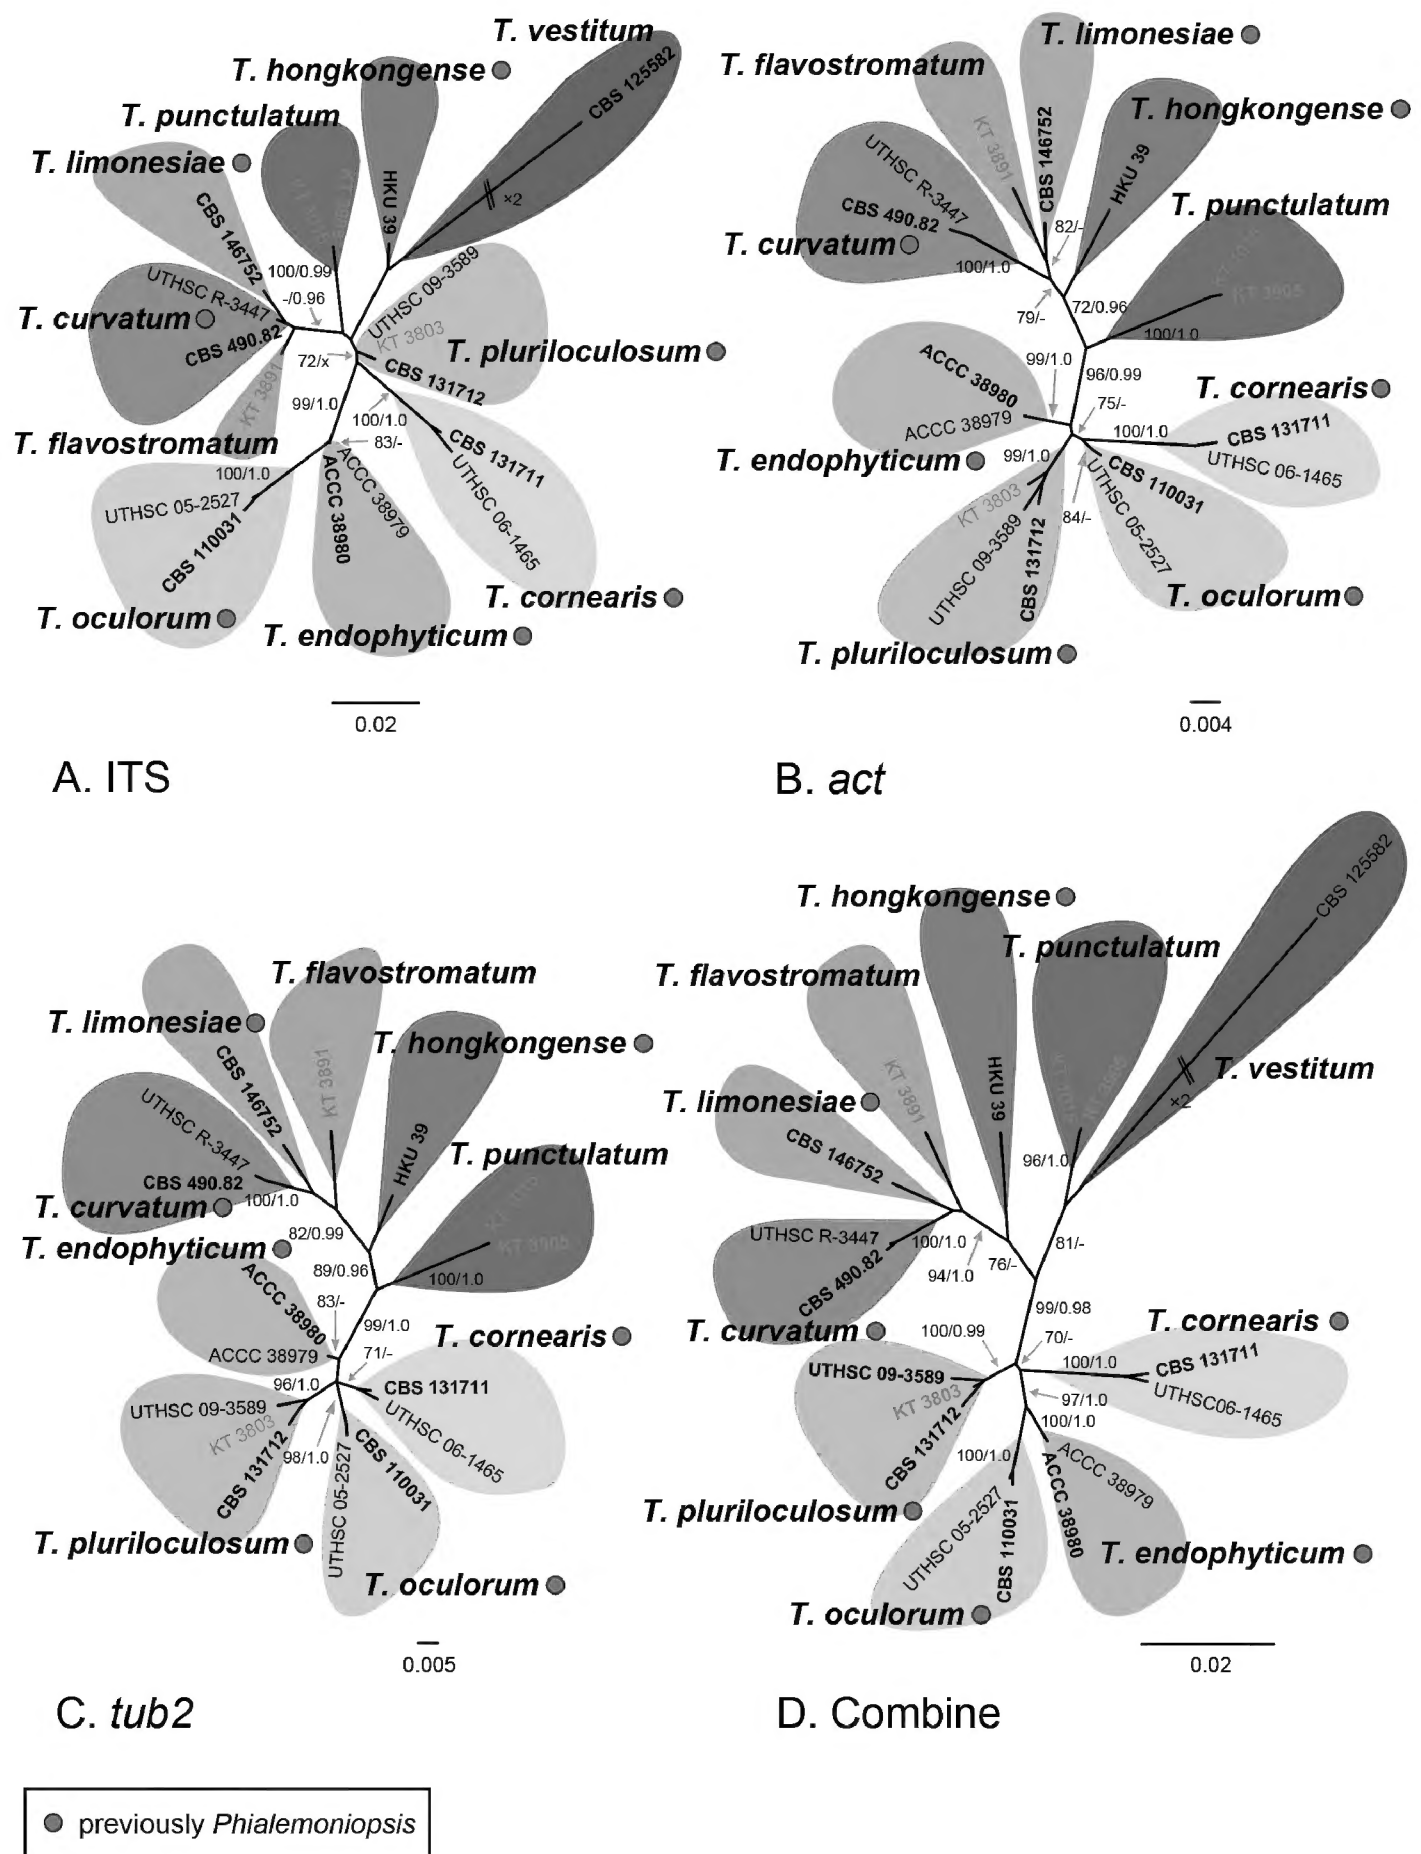 T. vestitum
T. hongkongense
CBS 125582
T. punctulatum
T. limonesiae
HKU 39
×2
CBS 146752
100/0.99
UTHSC 09-3589
UTHSC R-3447
-/0.96
KT 3803
T. curvatum
CBS 490.82
T. pluriloculosum
72/x
CBS 131712
KT 3891
99/1.0
100/1.0
T. flavostromatum
83/-
CBS 131711
100/1.0
ACCC 38979
UTHSC 05-2527
ACCC 38980
UTHSC 06-1465
CBS 110031
T. cornearis
T. oculorum
T. endophyticum
0.02
A. ITS
T. limonesiae
T. flavostromatum
T. hongkongense
KT 3891
CBS 146752
UTHSC R-3447
HKU 39
CBS 490.82
T. punctulatum
82/-
T. curvatum
100/1.0
KT 3905
79/-
72/0.96
100/1.0
ACCC 38980
99/1.0
96/0.99
T. cornearis
75/-
ACCC 38979
100/1.0
CBS 131711
T. endophyticum
99/1.0
UTHSC 06-1465
CBS 110031
KT 3803
84/-
UTHSC 05-2527
UTHSC 09-3589
CBS 131712
T. oculorum
T. pluriloculosum
0.004
B. act
T. flavostromatum
T. limonesiae
T. hongkongense
KT 3891
CBS 146752
UTHSC R-3447
HKU 39
T. punctulatum
CBS 490.82
100/1.0
T. curvatum
82/0.99
KT 3905
T. endophyticum
89/0.96
100/1.0
ACCC 38980
83/-
99/1.0
T. cornearis
ACCC 38979
71/-
96/1.0
CBS 131711
UTHSC 09-3589
UTHSC 06-1465
KT 3803
98/1.0
CBS 131712
UTHSC 05-2527
CBS 110031
T. pluriloculosum
T. oculorum
0.005
C. tub2
CBS 125582
T. hongkongense
T. punctulatum
T. flavostromatum
KT 3891
HKU 39
T. vestitum
×2
T. limonesiae
CBS 146752
96/1.0
UTHSC R-3447
100/1.0
81/-
CBS 490.82
94/1.0
76/-
99/0.98
T. curvatum
100/0.99
70/-
T. cornearis
UTHSC 09-3589
100/1.0
CBS 131711
KT 3803
97/1.0
UTHSC06-1465
CBS 131712
100/1.0
100/1.0
ACCC 38979
T. pluriloculosum
UTHSC 05-2527
CBS 110031
ACCC 38980
T. endophyticum
T. oculorum
0.02
D. Combine
previously Phialemoniopsis